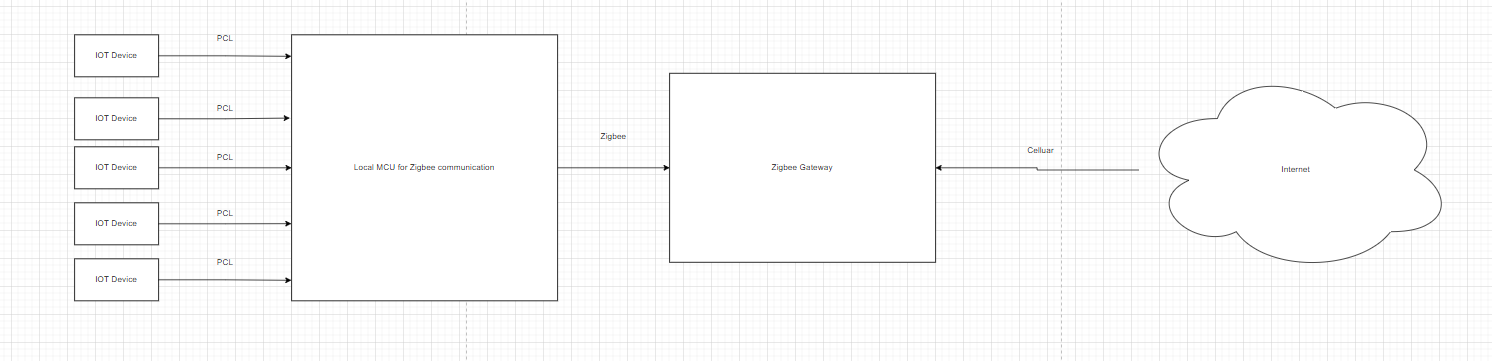 PCL
IOT Device
PCL
IOT Device
PCL
IOT Device
PCL
IOT Device
PCL
IOT Device
Local MCU for Zigbee communication
Zigbee
Zigbee Gateway
Celluar
Internet